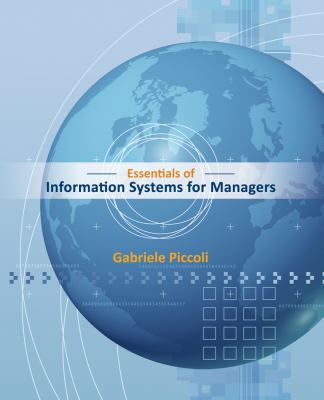 Essentials of
Information Systems for Managers
Gabriele Piccoli